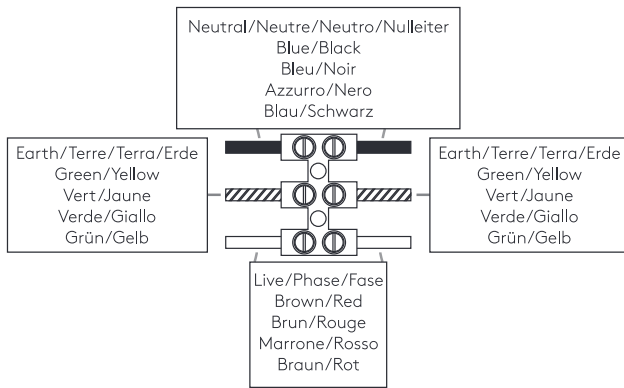 Neutral/Neutre/Neutro/Nulleiter
Blue/Black
Bleu/Noir
Azzurro/Nero
Blau/Schwarz
Earth/Terre/Terra/Erde
Green/Yellow
Vert/Jaune
Verde/Giallo
Grün/Gelb
Earth/Terre/Terra/Erde
Green/Yellow
Vert/Jaune
Verde/Giallo
Grün/Gelb
Live/Phase/Fase
Brown/Red
Brun/Rouge
Marrone/Rosso
Braun/Rot